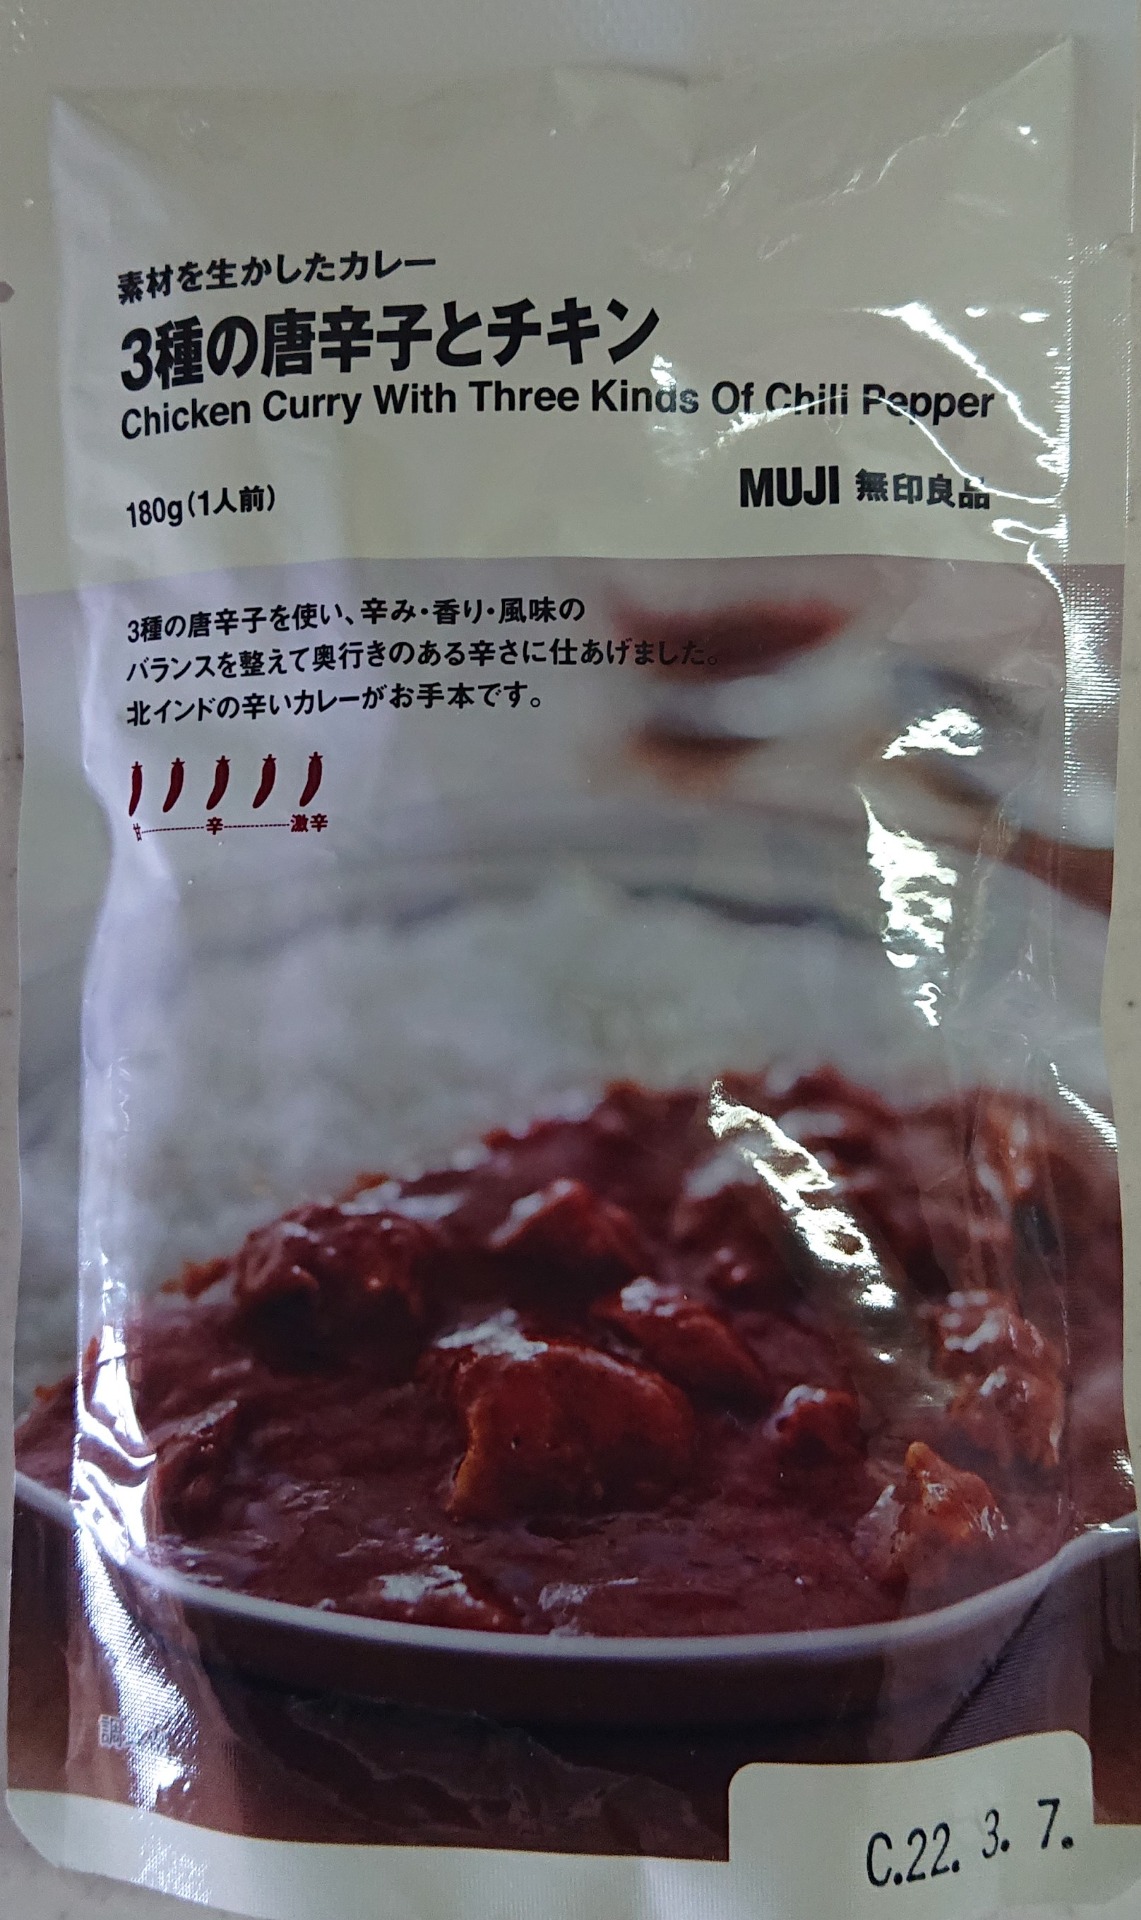 素材を生かしたカレー
3種の唐辛子とチキン
Chicken Curry With Three Kinds Of Chili Pepper
180g(1人前)
MUJI 無印良品
3種の唐辛子を使い、辛み・香り・風味の
バランスを整えて奥行きのある辛さに仕あげました。
北インドの辛いカレーがお手本です。
甘 辛 激辛
C.22. 3. 7.